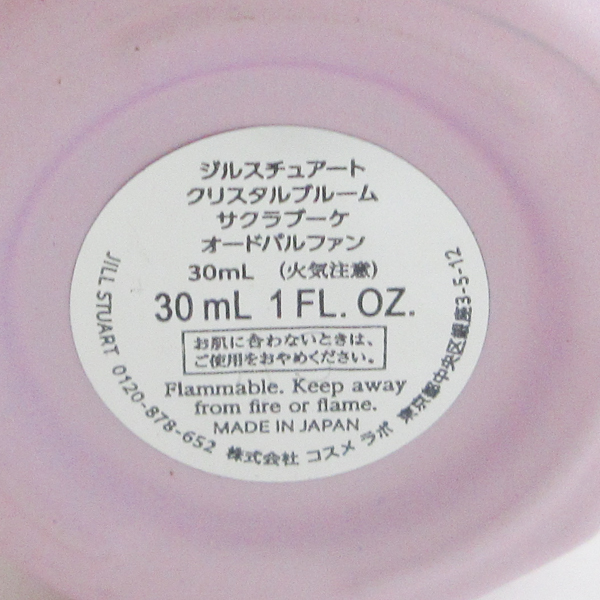 ジルスチュアート
クリスタルブルーム
サクラブーケ
オードパルファン
30mL （火気注意）
30 mL 1 FL. OZ.
お肌に合わないときは、
ご使用をおやめください。
Flammable. Keep away
from fire or flame.
MADE IN JAPAN
JILL STUART 0120-878-652 株式会社 コスメ ラボ 東京都中央区銀座3-5-12